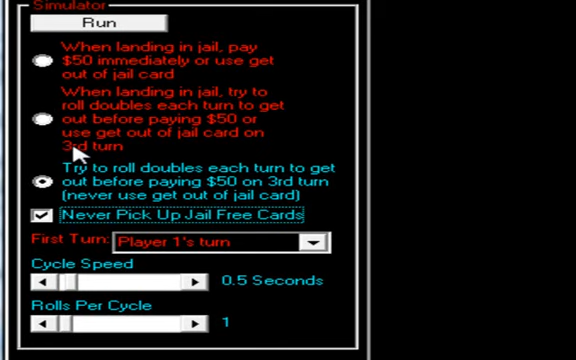 Simulator
Run
When landing in jail, pay
$50 immediately or use get
out of jail card
When landing in jail, try to
roll doubles each turn to get
out before paying $50 or
use get out of jail card on
3rd turn
Try to roll doubles each turn to get
out before paying $50 on 3rd turn
(never use get out of jail card)
Never Pick Up Jail Free Cards
First Turn: Player 1's turn
Cycle Speed
0.5 Seconds
Rolls Per Cycle
1